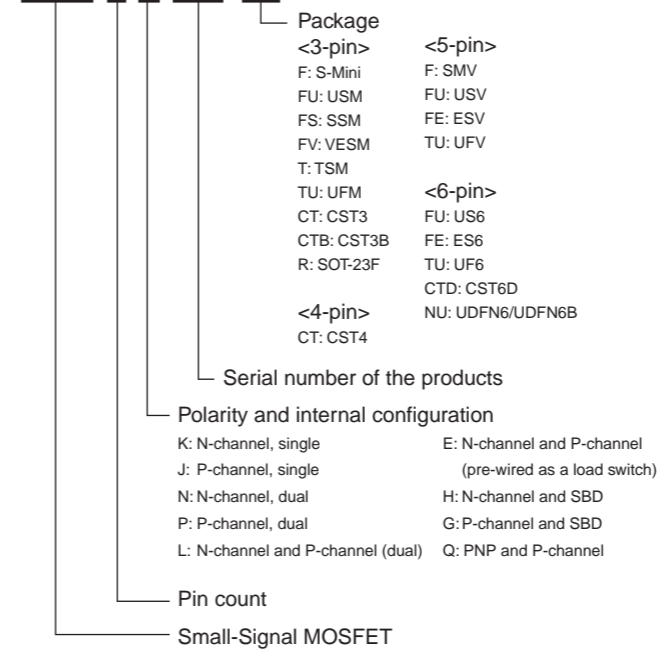 Package
<3-pin>
F: S-Mini
FU: USM
FS: SSM
FV: VESM
T: TSM
TU: UFM
CT: CST3
CTB: CST3B
R: SOT-23F
<4-pin>
CT: CST4
<5-pin>
F: SMV
FU: USV
FE: ESV
TU: UFV
<6-pin>
FU: US6
FE: ES6
TU: UF6
CTD: CST6D
NU: UDFN6/UDFN6B
Serial number of the products
Polarity and internal configuration
K: N-channel, single
J: P-channel, single
N: N-channel, dual
P: P-channel, dual
L: N-channel and P-channel (dual)
E: N-channel and P-channel
(pre-wired as a load switch)
H: N-channel and SBD
G: P-channel and SBD
Q: PNP and P-channel
Pin count
Small-Signal MOSFET